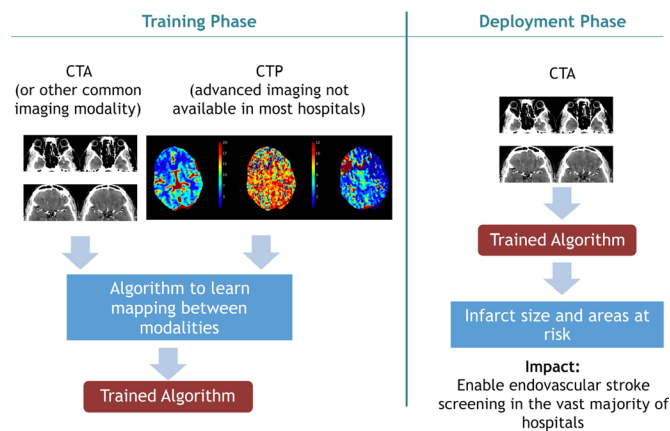 Training Phase
CTA
(or other common
imaging modality)
CTP
(advanced imaging not
available in most hospitals)
Algorithm to learn
mapping between
modalities
Trained Algorithm
Deployment Phase
CTA
Trained Algorithm
Infarct size and areas at
risk
Impact:
Enable endovascular stroke
screening in the vast majority of
hospitals